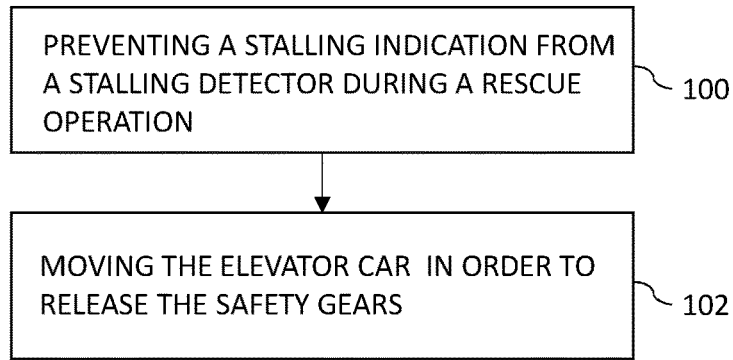 PREVENTING A STALLING INDICATION FROM
A STALLING DETECTOR DURING A RESCUE
OPERATION
100
MOVING THE ELEVATOR CAR IN ORDER TO
RELEASE THE SAFETY GEARS
102